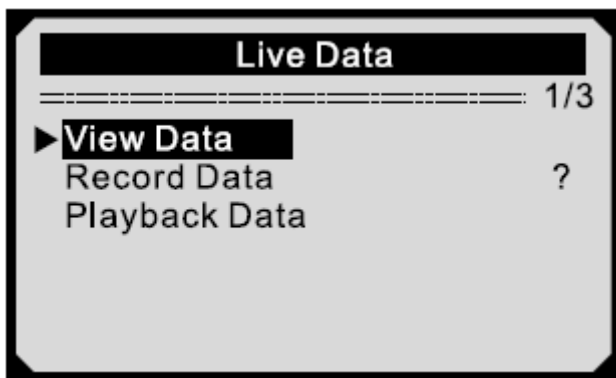 Live Data
1/3
View Data
Record Data ?
Playback Data